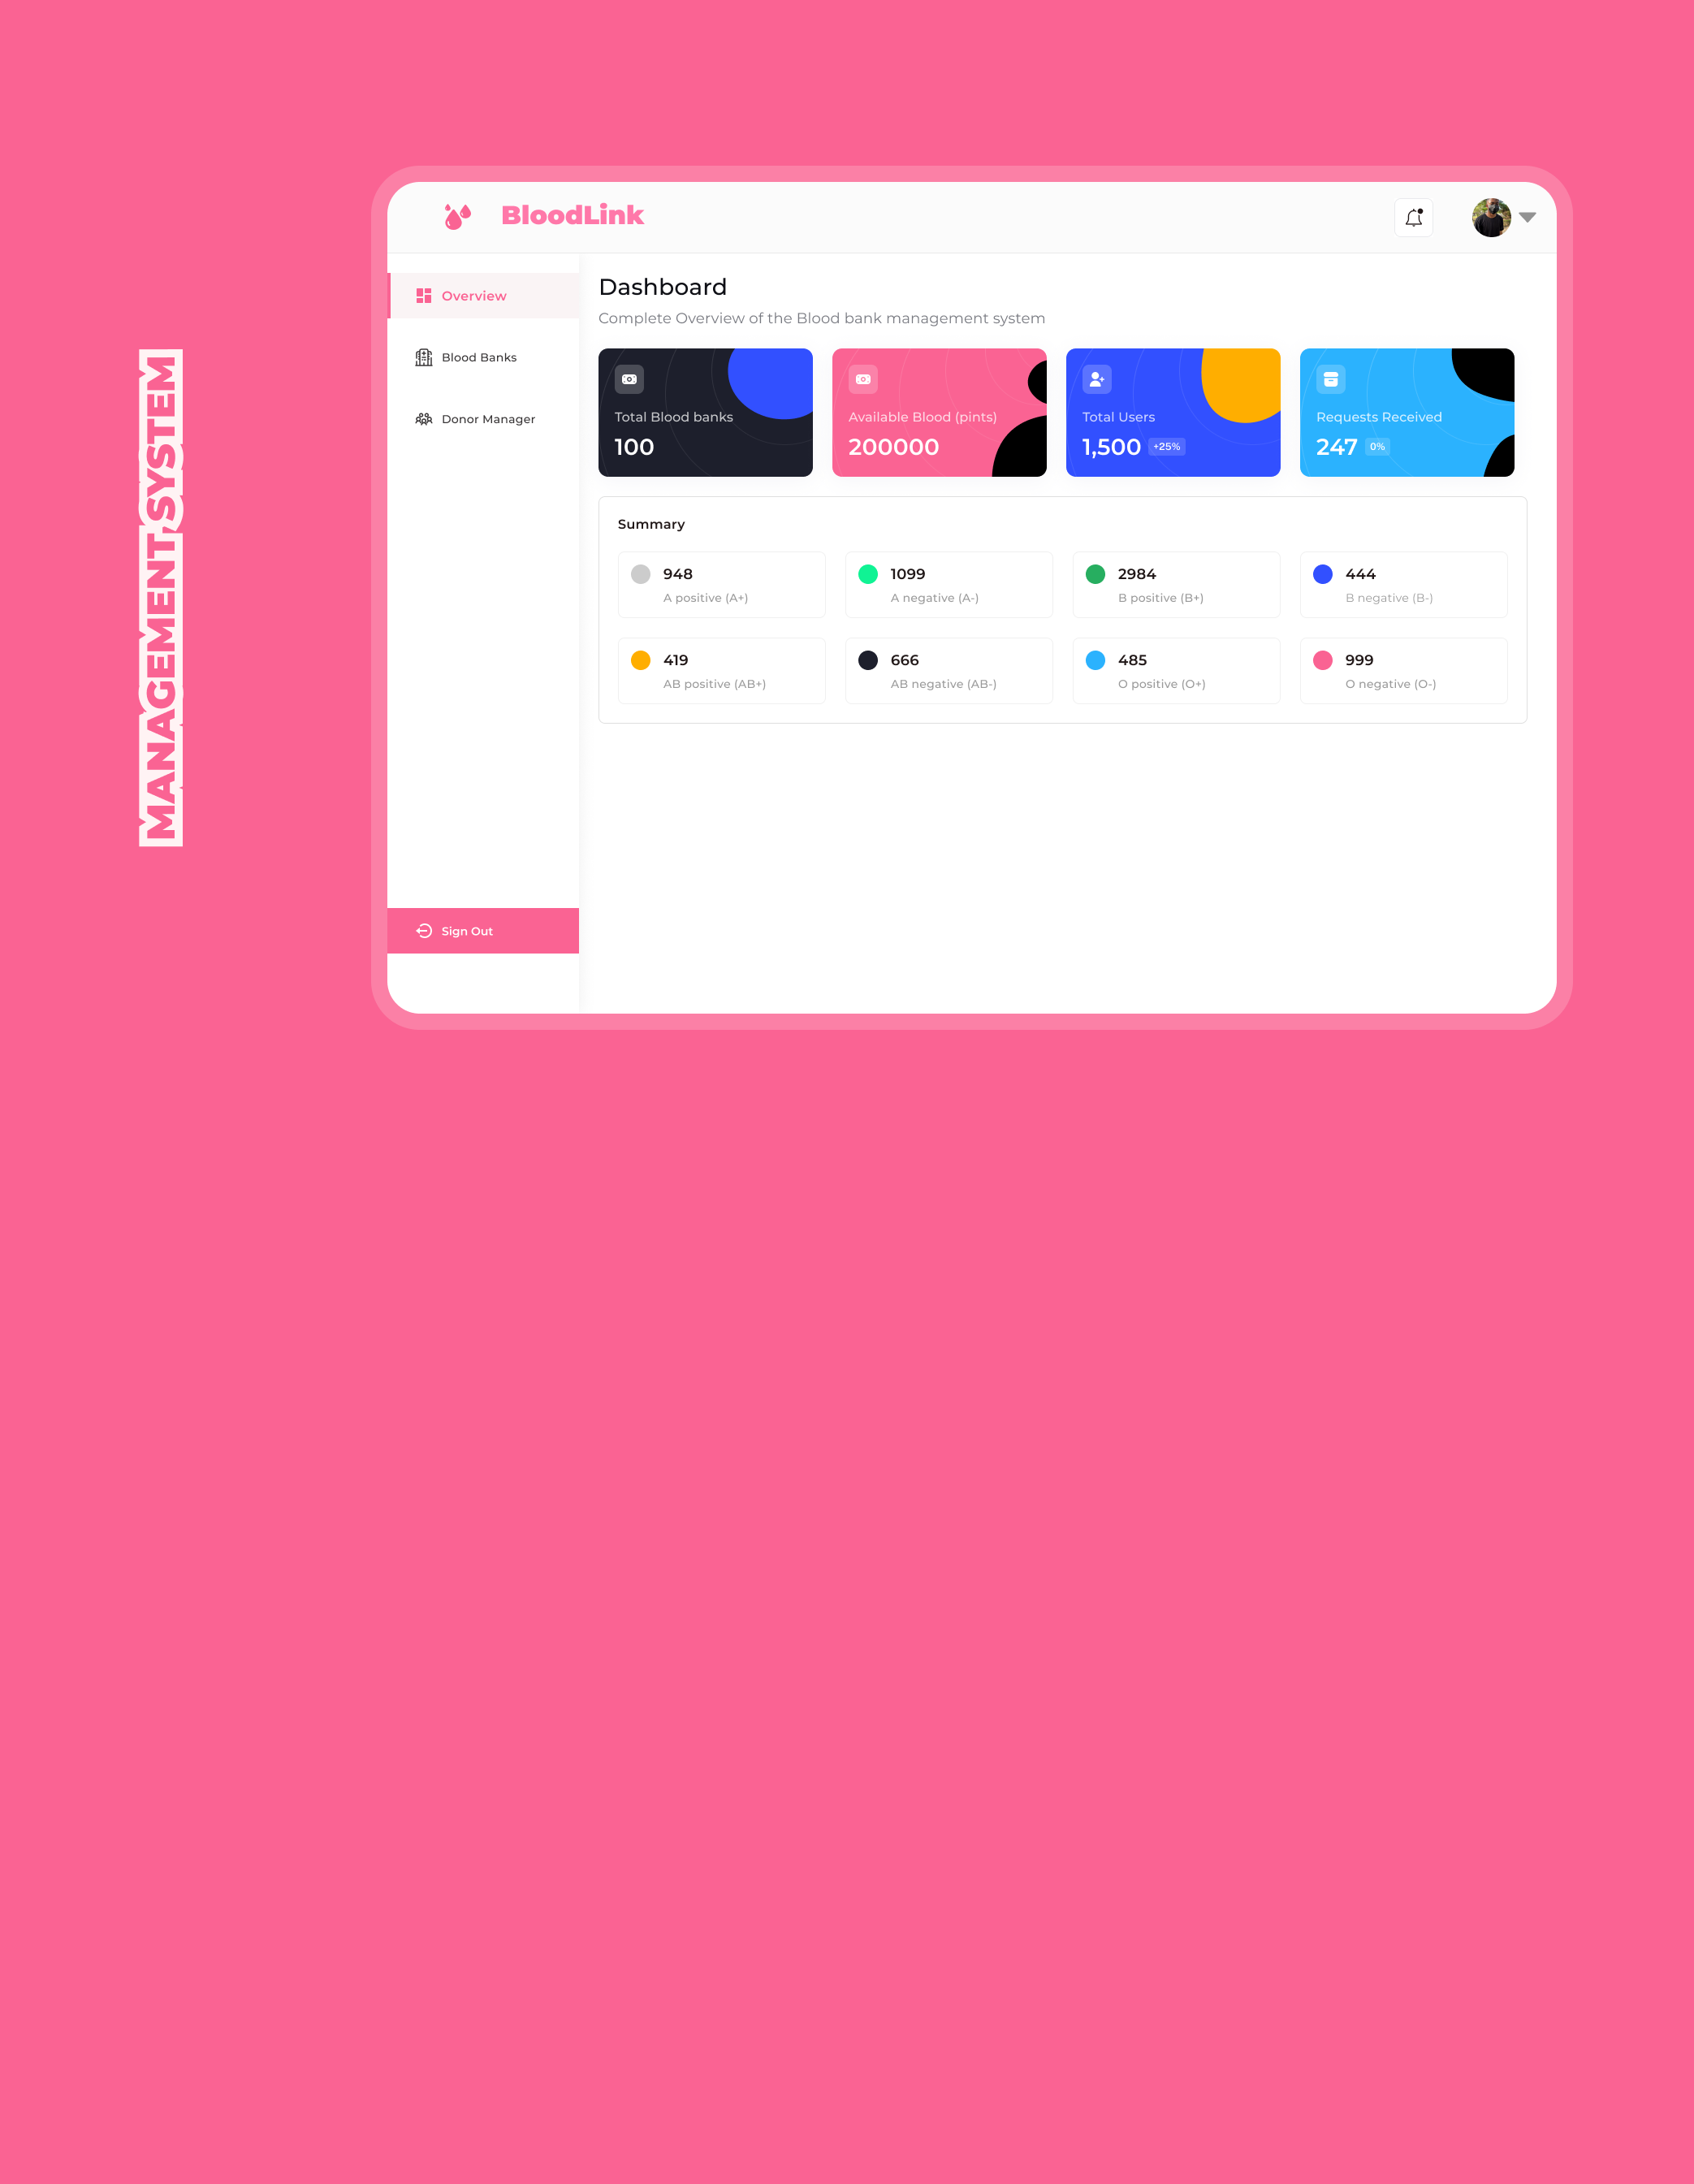 MANAGEMENT SYSTEM
BloodLink
Overview
Blood Banks
Donor Manager
Sign Out
Dashboard
Complete Overview of the Blood bank management system
Total Blood banks
100
Available Blood (pints)
200000
Total Users
1,500 +25%
Requests Received
247 0%
Summary
948
A positive (A+)
1099
A negative (A-)
2984
B positive (B+)
444
B negative (B-)
419
AB positive (AB+)
666
AB negative (AB-)
485
O positive (O+)
999
O negative (O-)